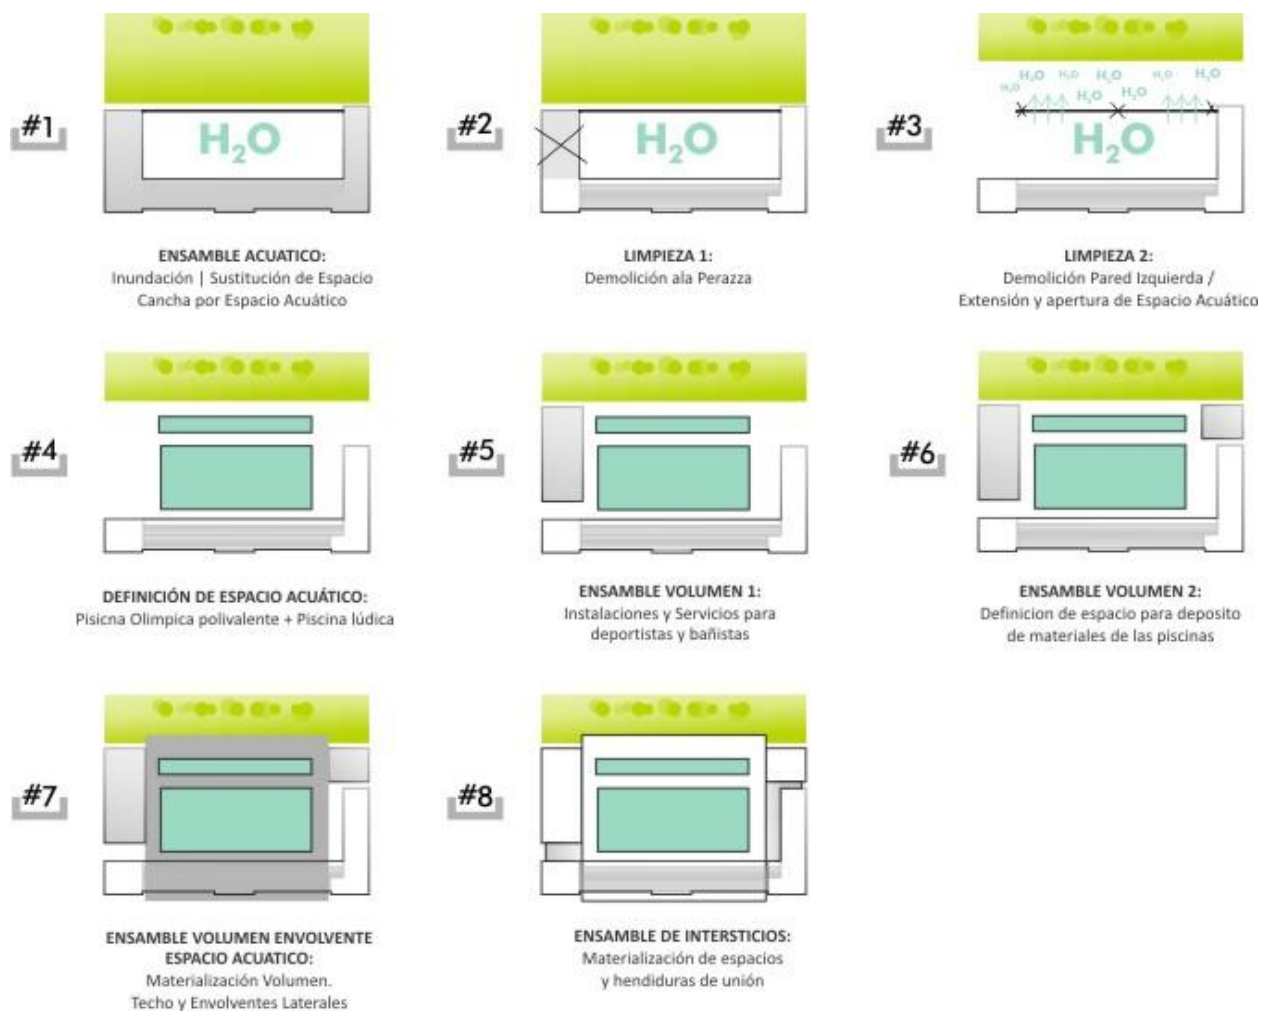 #1
H₂O
ENSAMBLE ACUATICO:
Inundación | Sustitución de Espacio
Cancha por Espacio Acuático
#2
H₂O
LIMPIEZA 1:
Demolición ala Perazza
#3
H₂O H₂O H₂O H₂O H₂O
H₂O H₂O H₂O
H₂O
LIMPIEZA 2:
Demolición Pared Izquierda /
Extensión y apertura de Espacio Acuático
#4
DEFINICIÓN DE ESPACIO ACUÁTICO:
Pisicna Olimpica polivalente + Piscina lúdica
#5
ENSAMBLE VOLUMEN 1:
Instalaciones y Servicios para
deportistas y bañistas
#6
ENSAMBLE VOLUMEN 2:
Definicion de espacio para deposito
de materiales de las piscinas
#7
ENSAMBLE VOLUMEN ENVOLVENTE
ESPACIO ACUATICO:
Materialización Volumen.
Techo y Envolventes Laterales
#8
ENSAMBLE DE INTERSTICIOS:
Materialización de espacios
y hendiduras de unión